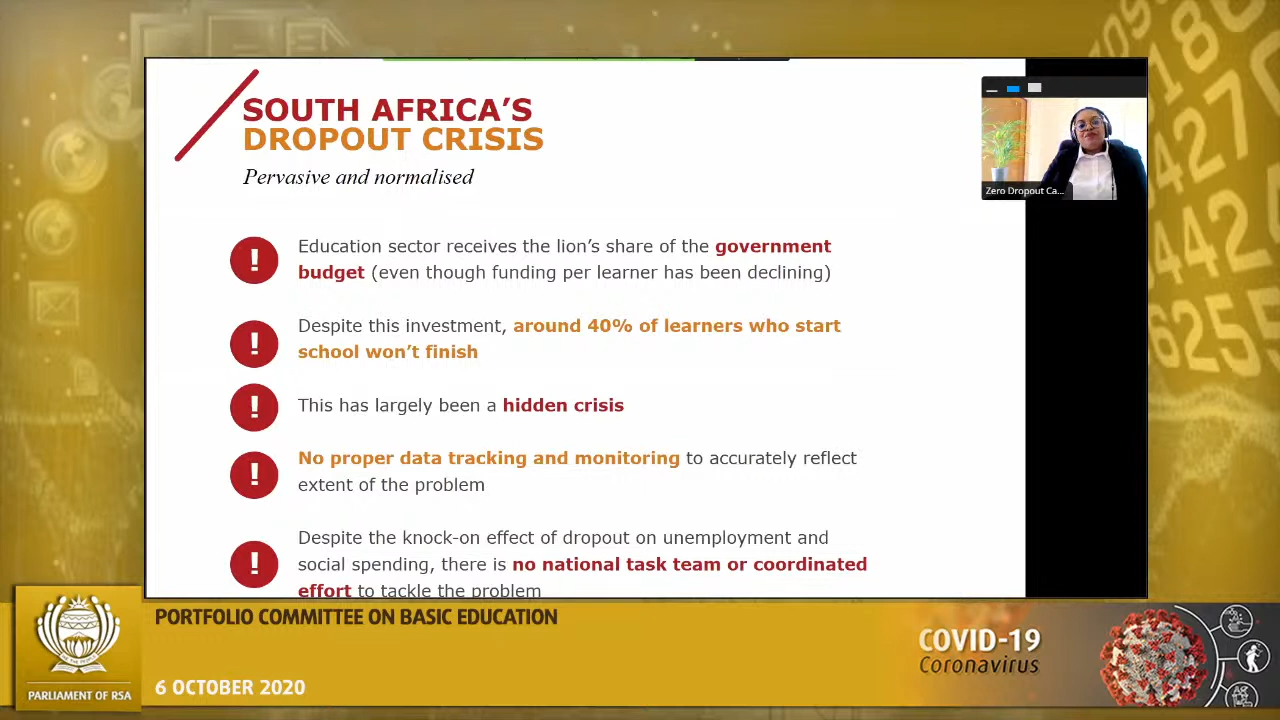 SOUTH AFRICA'S
DROPOUT CRISIS
Pervasive and normalised
Zero Dropout Ca...
! Education sector receives the lion's share of the government
budget (even though funding per learner has been declining)
! Despite this investment, around 40% of learners who start
school won't finish
! This has largely been a hidden crisis
! No proper data tracking and monitoring to accurately reflect
extent of the problem
! Despite the knock-on effect of dropout on unemployment and
social spending, there is no national task team or coordinated
effort to tackle the problem
PORTFOLIO COMMITTEE ON BASIC EDUCATION
6 OCTOBER 2020
PARLIAMENT OF RSA
COVID-19
Coronavirus
6255